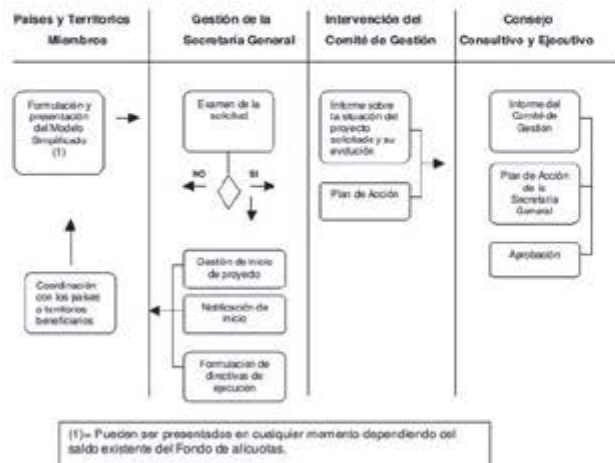 Países y Territorios
Miembros
Gestión de la
Secretaría General
Intervención del
Comité de Gestión
Consejo
Consultivo y Ejecutivo
Formulación y
presentación
del Modelo
Simplificado
(1)
Coordinación
con los países
o territorios
beneficiarios
Examen de la
solicitud
NO
SI
Gestión de inicio
de proyecto
Notificación de
inicio
Formulación de
directivas de
ejecución
Informe sobre
la situación del
proyecto
solicitado y su
evolución
Plan de Acción
Informe del
Comité de
Gestión
Plan de Acción
de la
Secretaría
General
Aprobación
(1)= Pueden ser presentados en cualquier momento dependiendo del
saldo existente del Fondo de alícuotas.